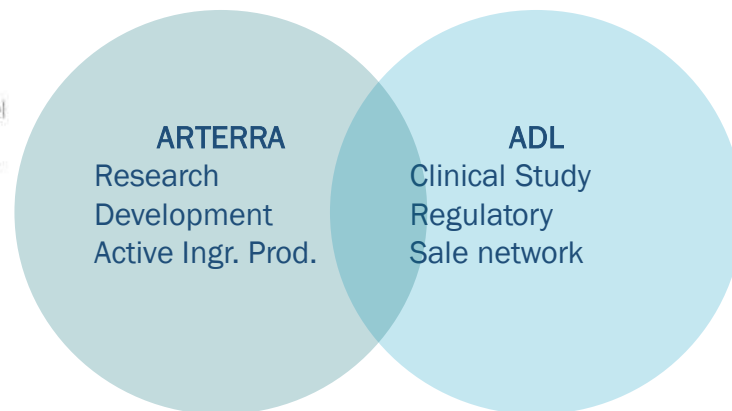 ARTERRA
Research
Development
Active Ingr. Prod.
ADL
Clinical Study
Regulatory
Sale network